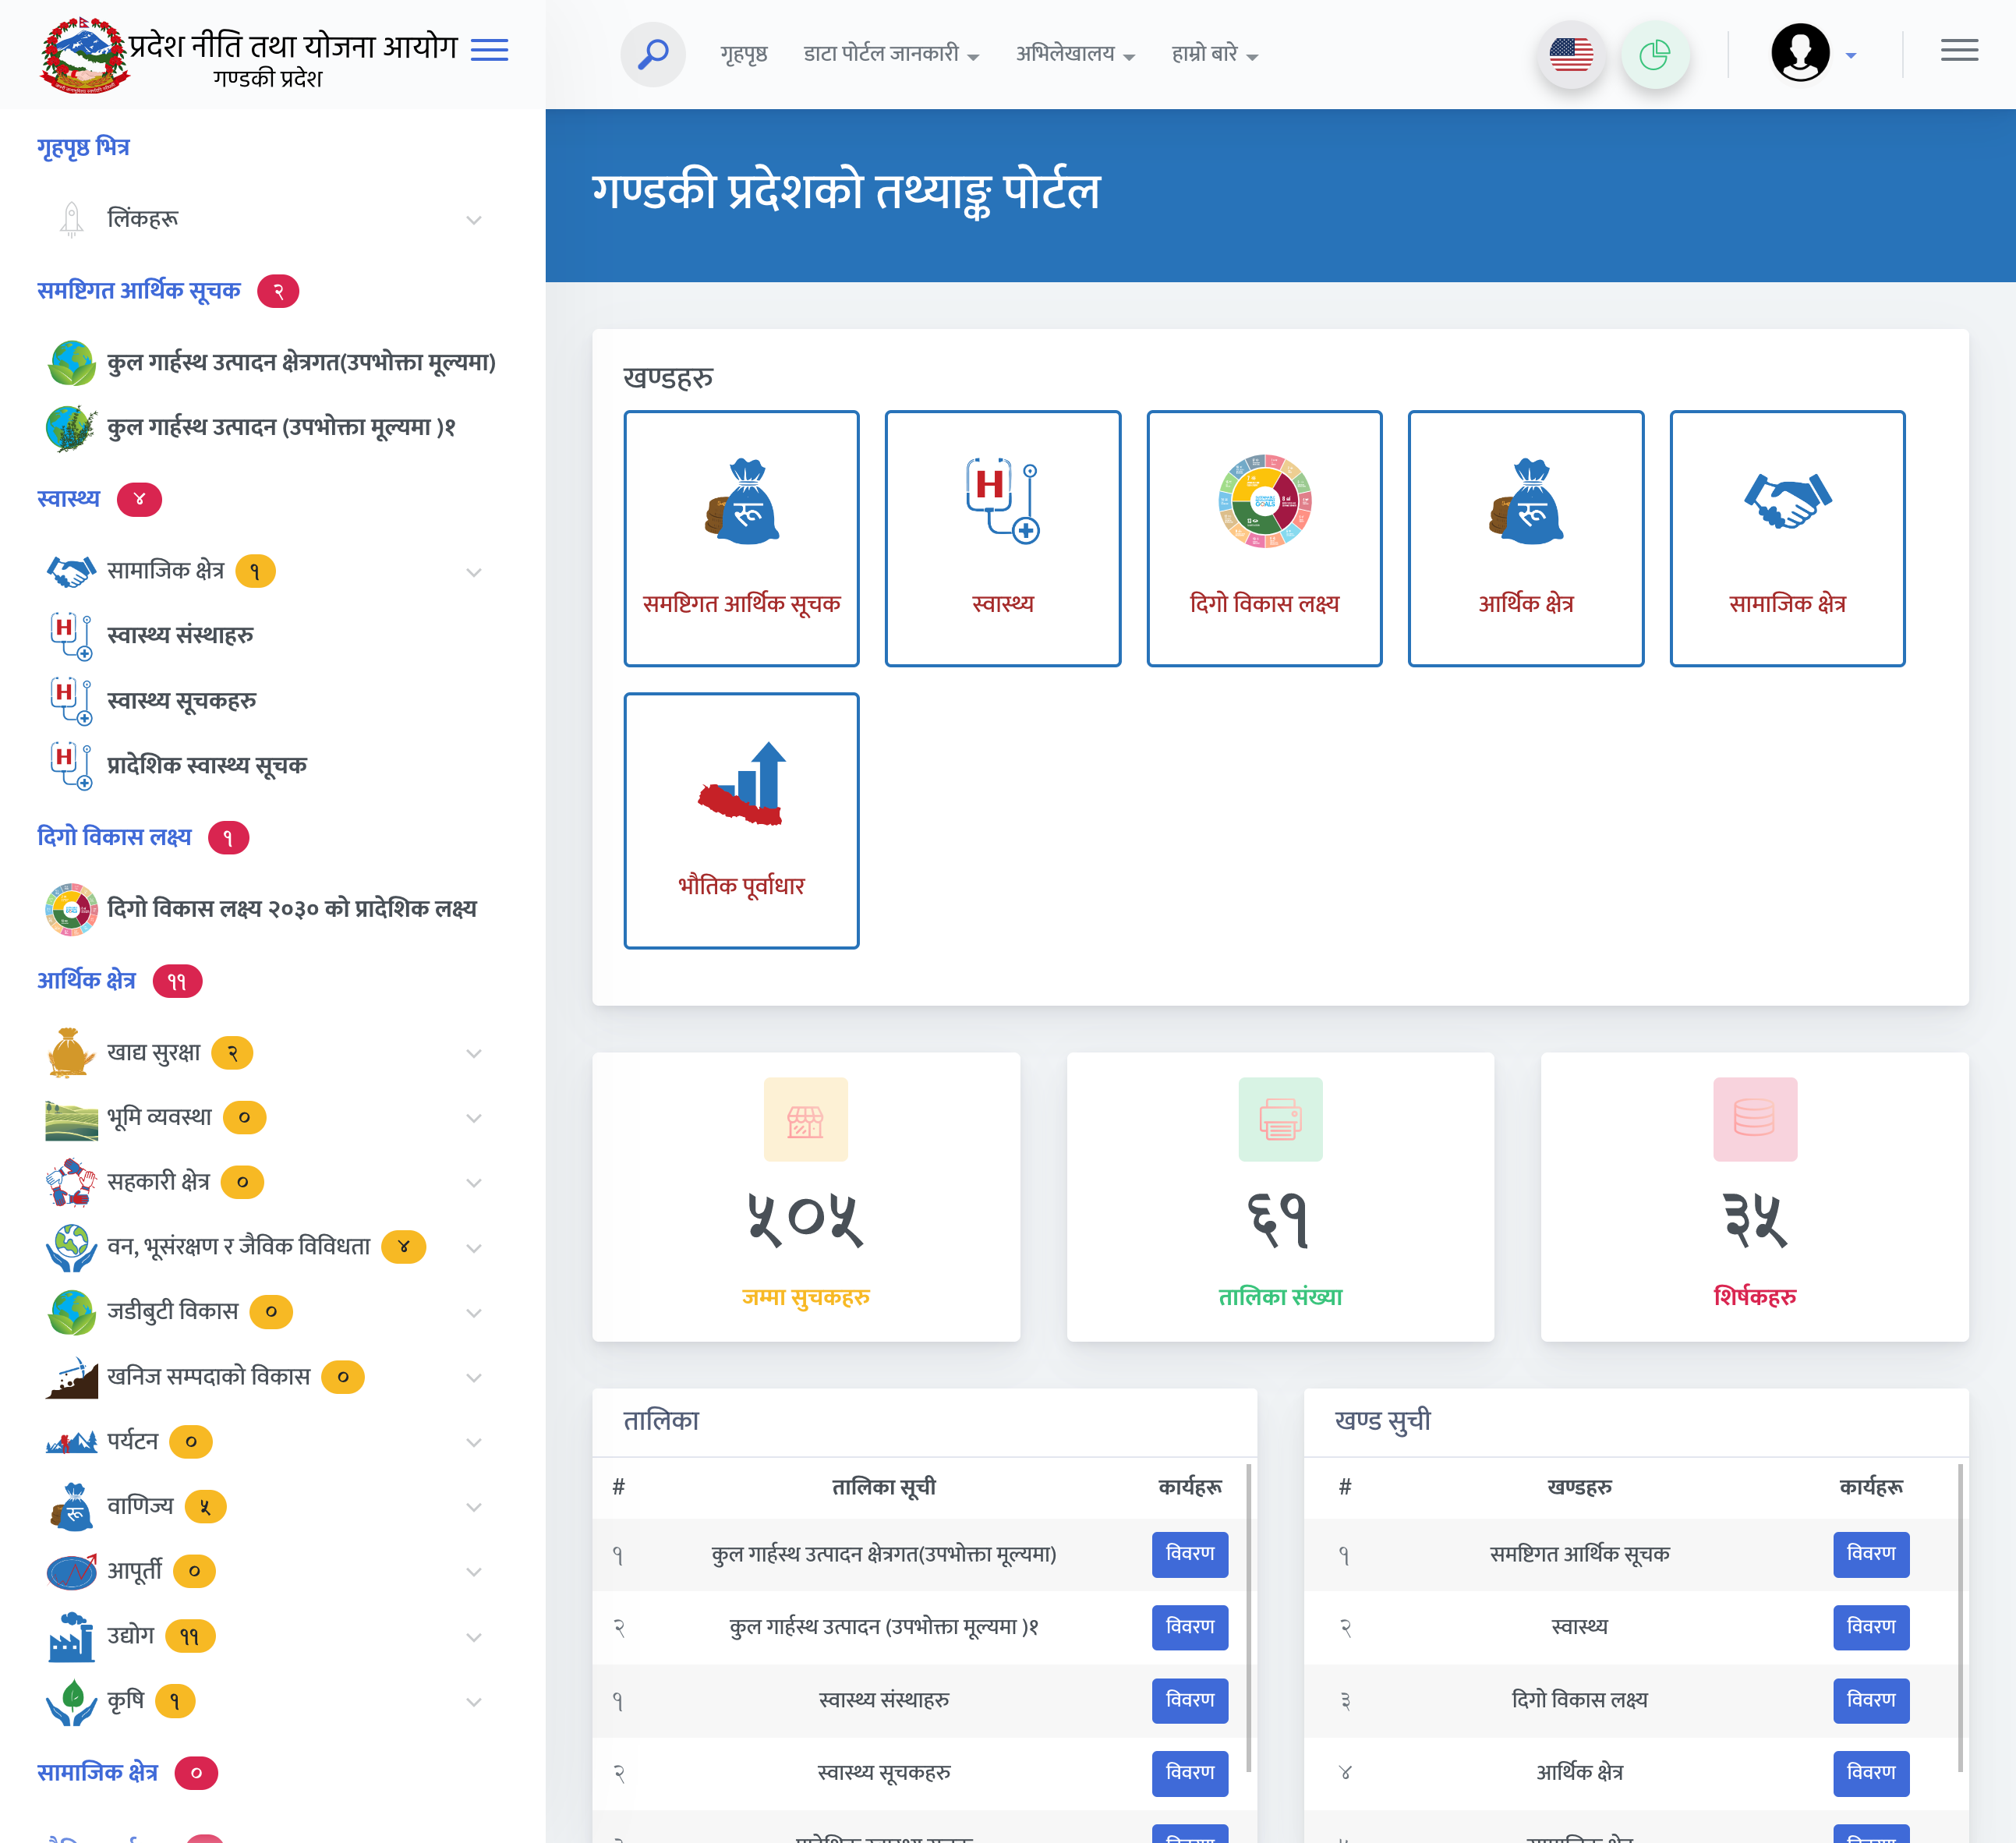 प्रदेश नीति तथा योजना आयोग
गण्डकी प्रदेश
गृहपृष्ठ
डाटा पोर्टल जानकारी
अभिलेखालय
हाम्रो बारे
गृहपृष्ठ भित्र
लिंकहरू
समष्टिगत आर्थिक सूचक २
कुल गार्हस्थ उत्पादन क्षेत्रगत(उपभोक्ता मूल्यमा)
कुल गार्हस्थ उत्पादन (उपभोक्ता मूल्यमा )१
स्वास्थ्य ४
सामाजिक क्षेत्र १
स्वास्थ्य संस्थाहरु
स्वास्थ्य सूचकहरु
प्रादेशिक स्वास्थ्य सूचक
दिगो विकास लक्ष्य १
दिगो विकास लक्ष्य २०३० को प्रादेशिक लक्ष्य
आर्थिक क्षेत्र ११
खाद्य सुरक्षा २
भूमि व्यवस्था ०
सहकारी क्षेत्र ०
वन, भूसंरक्षण र जैविक विविधता ४
जडीबुटी विकास ०
खनिज सम्पदाको विकास ०
पर्यटन ०
वाणिज्य ५
आपूर्ती ०
उद्योग ११
कृषि १
सामाजिक क्षेत्र ०
गण्डकी प्रदेशको तथ्याङ्क पोर्टल
खण्डहरु
समष्टिगत आर्थिक सूचक
स्वास्थ्य
दिगो विकास लक्ष्य
आर्थिक क्षेत्र
सामाजिक क्षेत्र
भौतिक पूर्वाधार
५०५
जम्मा सुचकहरु
६१
तालिका संख्या
३५
शिर्षकहरु
तालिका
# तालिका सूची कार्यहरू
१ कुल गार्हस्थ उत्पादन क्षेत्रगत(उपभोक्ता मूल्यमा) विवरण
२ कुल गार्हस्थ उत्पादन (उपभोक्ता मूल्यमा )१ विवरण
१ स्वास्थ्य संस्थाहरु विवरण
२ स्वास्थ्य सूचकहरु विवरण
खण्ड सुची
# खण्डहरु कार्यहरू
१ समष्टिगत आर्थिक सूचक विवरण
२ स्वास्थ्य विवरण
३ दिगो विकास लक्ष्य विवरण
४ आर्थिक क्षेत्र विवरण